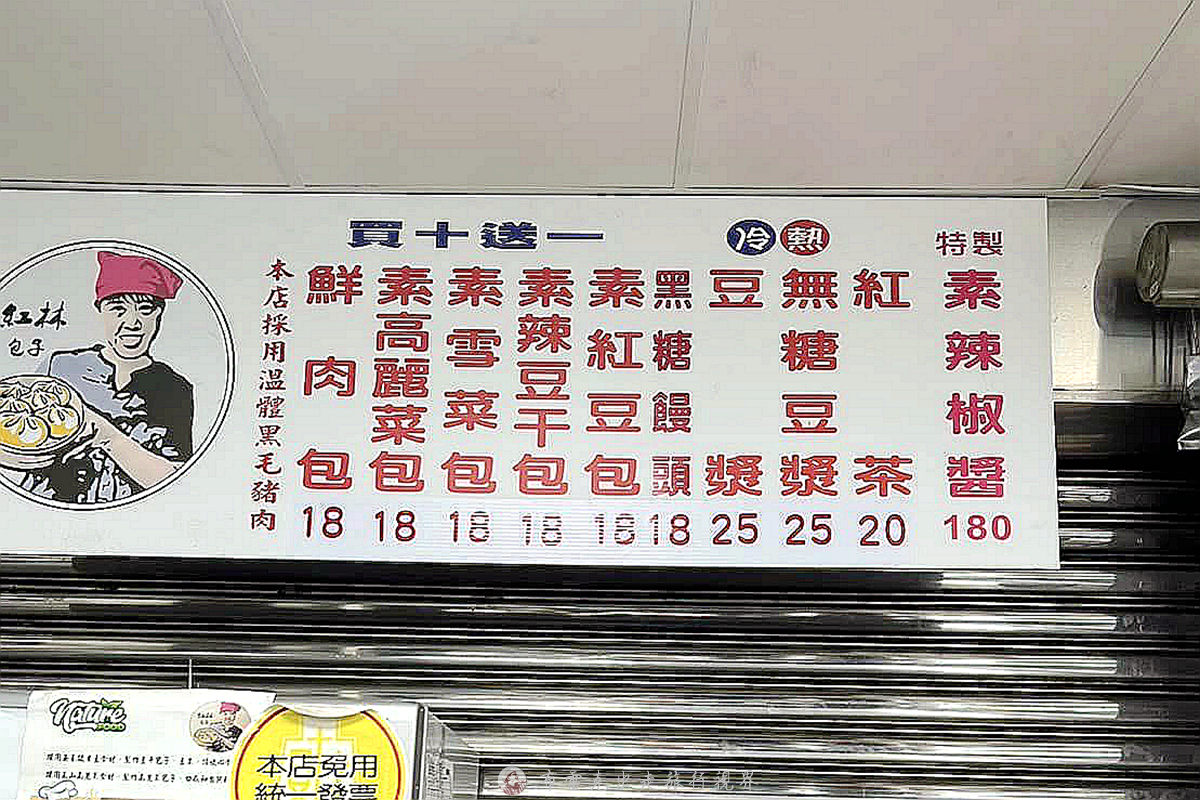 紅林
包子
本店採用溫體黑毛豬肉
買十送一
鮮肉包 18
素高麗菜包 18
素雪菜包 18
素辣豆干包 18
素紅豆包 18
黑糖饅頭 18
冷 熱
豆漿 25
無糖豆漿 25
紅茶 20
特製
素辣椒醬 180
Nature
FOOD
本店免用
統一發票